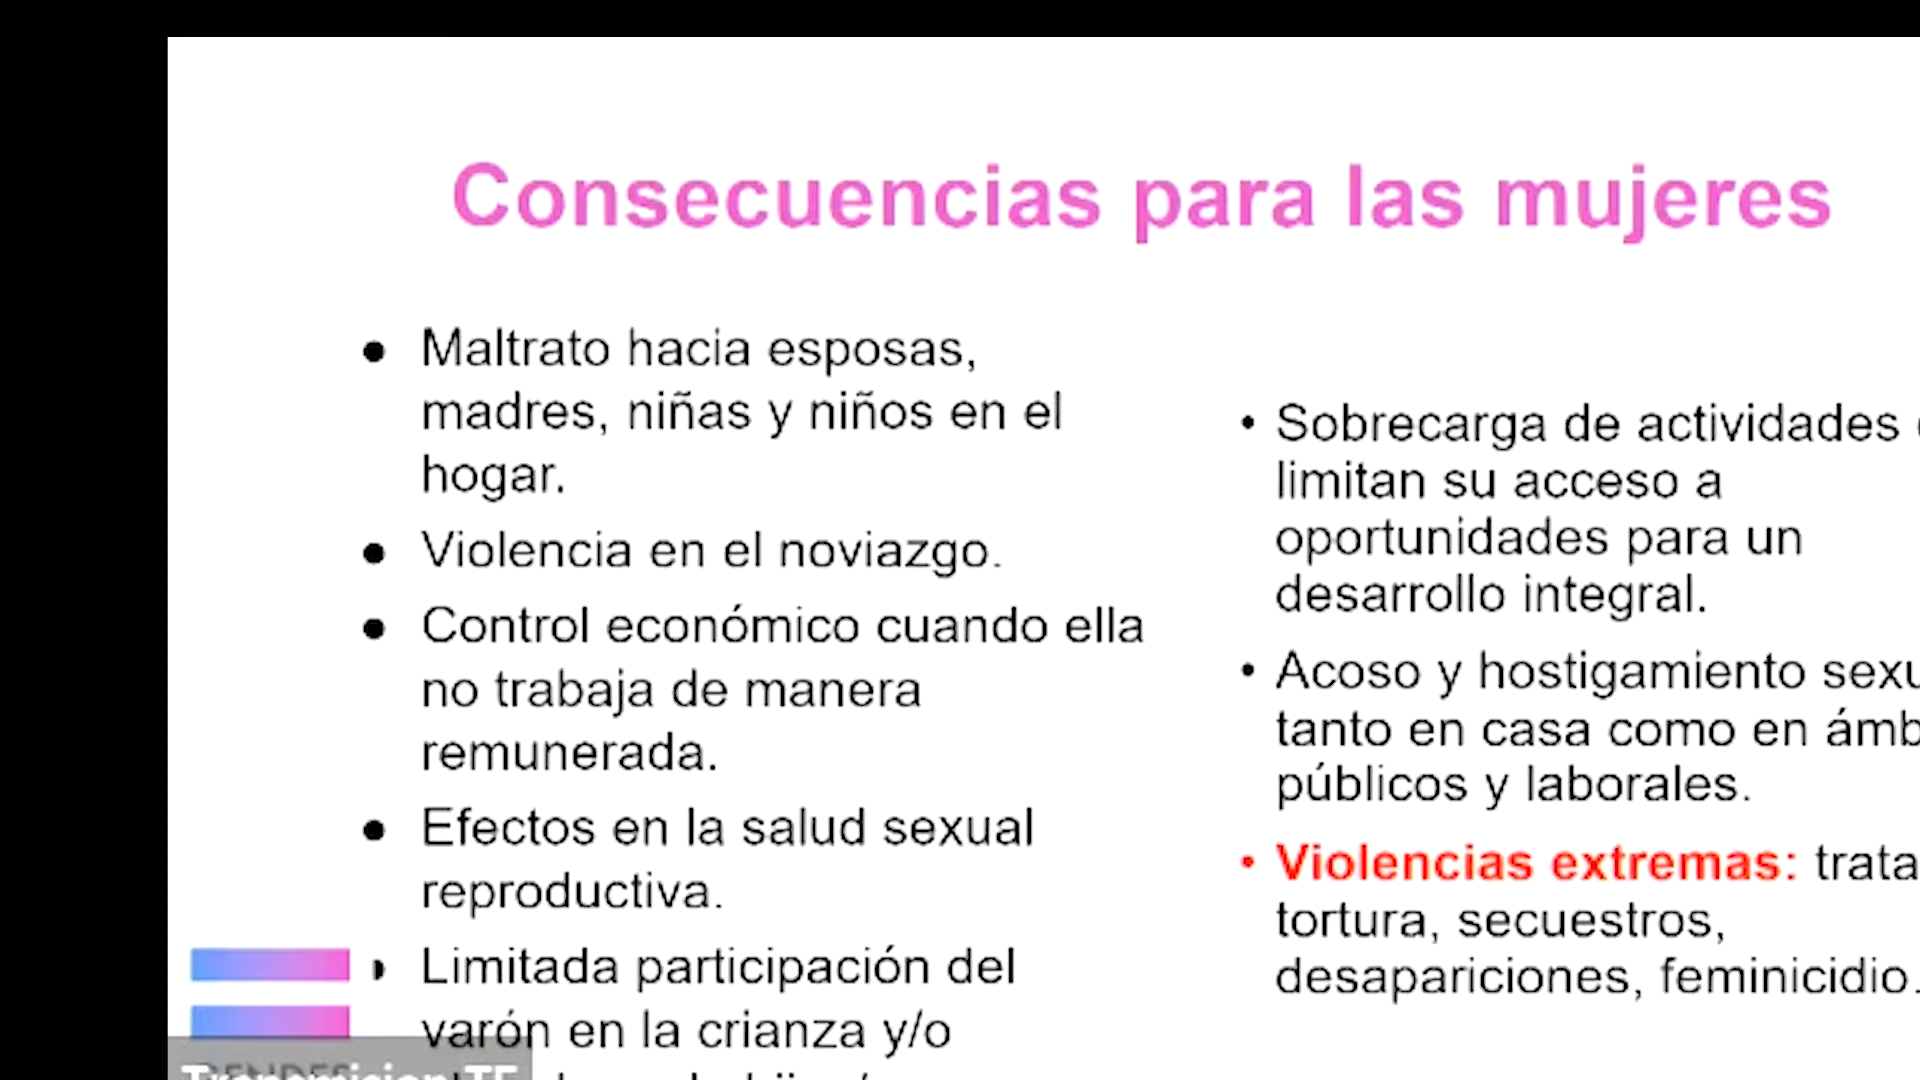 Consecuencias para las mujeres
● Maltrato hacia esposas,
madres, niñas y niños en el
hogar.
● Violencia en el noviazgo.
● Control económico cuando ella
no trabaja de manera
remunerada.
● Efectos en la salud sexual
reproductiva.
Limitada participación del
varón en la crianza y/o
• Sobrecarga de actividades
limitan su acceso a
oportunidades para un
desarrollo integral.
• Acoso y hostigamiento sexu
tanto en casa como en ámb
públicos y laborales.
• Violencias extremas: trata
tortura, secuestros,
desapariciones, feminicidio.
Transmision TE